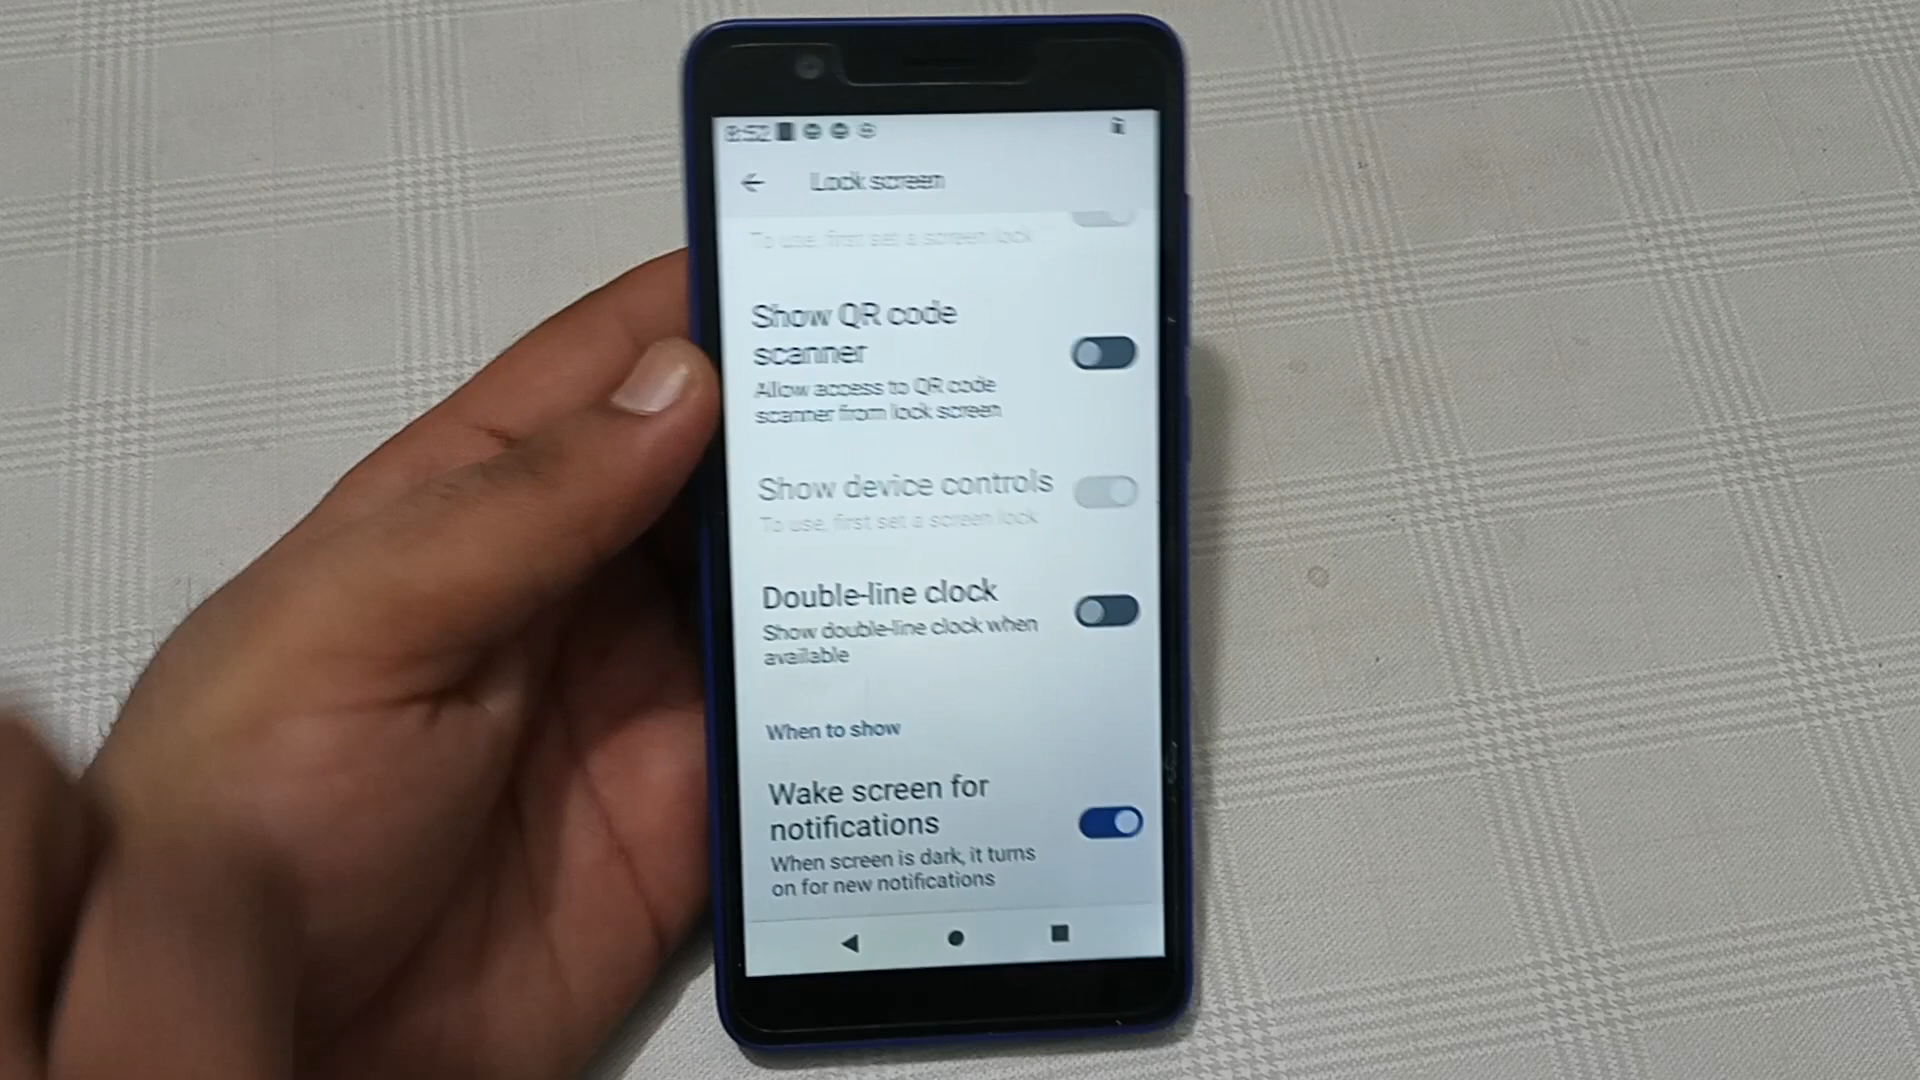 8:52
Lock screen
To use, first set a screen lock
Show QR code
scanner
Allow access to QR code
scanner from lock screen
Show device controls
To use, first set a screen lock
Double-line clock
Show double-line clock when
available
When to show
Wake screen for
notifications
When screen is dark, it turns
on for new notifications